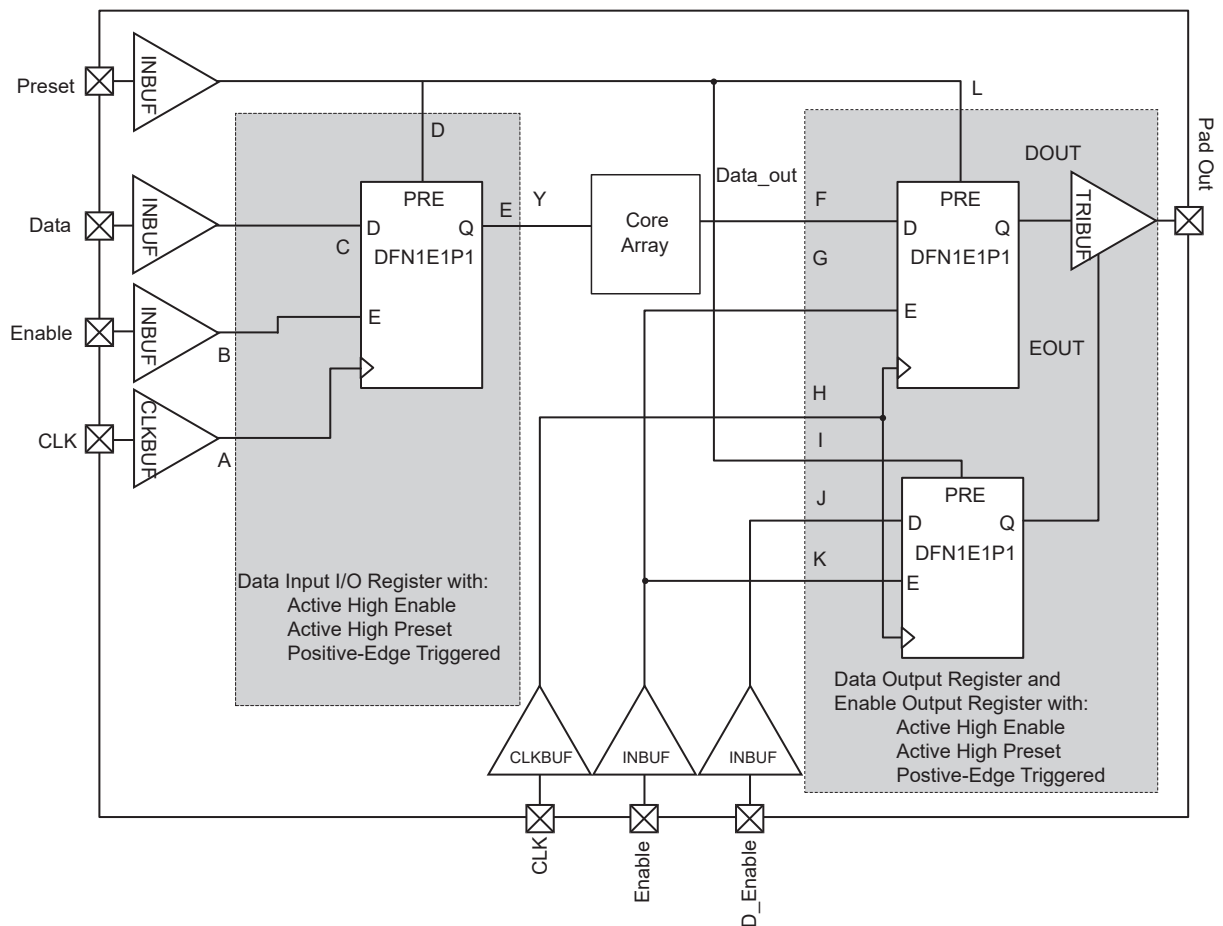 Preset
INBUF
L
D
Pad Out
DOUT
Data
INBUF
PRE
D
Q
C
DFN1E1P1
E
Y
Core
Array
Data_out
F
G
PRE
D
Q
DFN1E1P1
TRIBUF
Enable
INBUF
B
E
E
EOUT
CLK
CLKBUF
A
H
I
PRE
J
D
Q
DFN1E1P1
K
E
Data Input I/O Register with:
Active High Enable
Active High Preset
Positive-Edge Triggered
Data Output Register and
Enable Output Register with:
Active High Enable
Active High Preset
Postive-Edge Triggered
CLKBUF
INBUF
INBUF
CLK
Enable
D_Enable